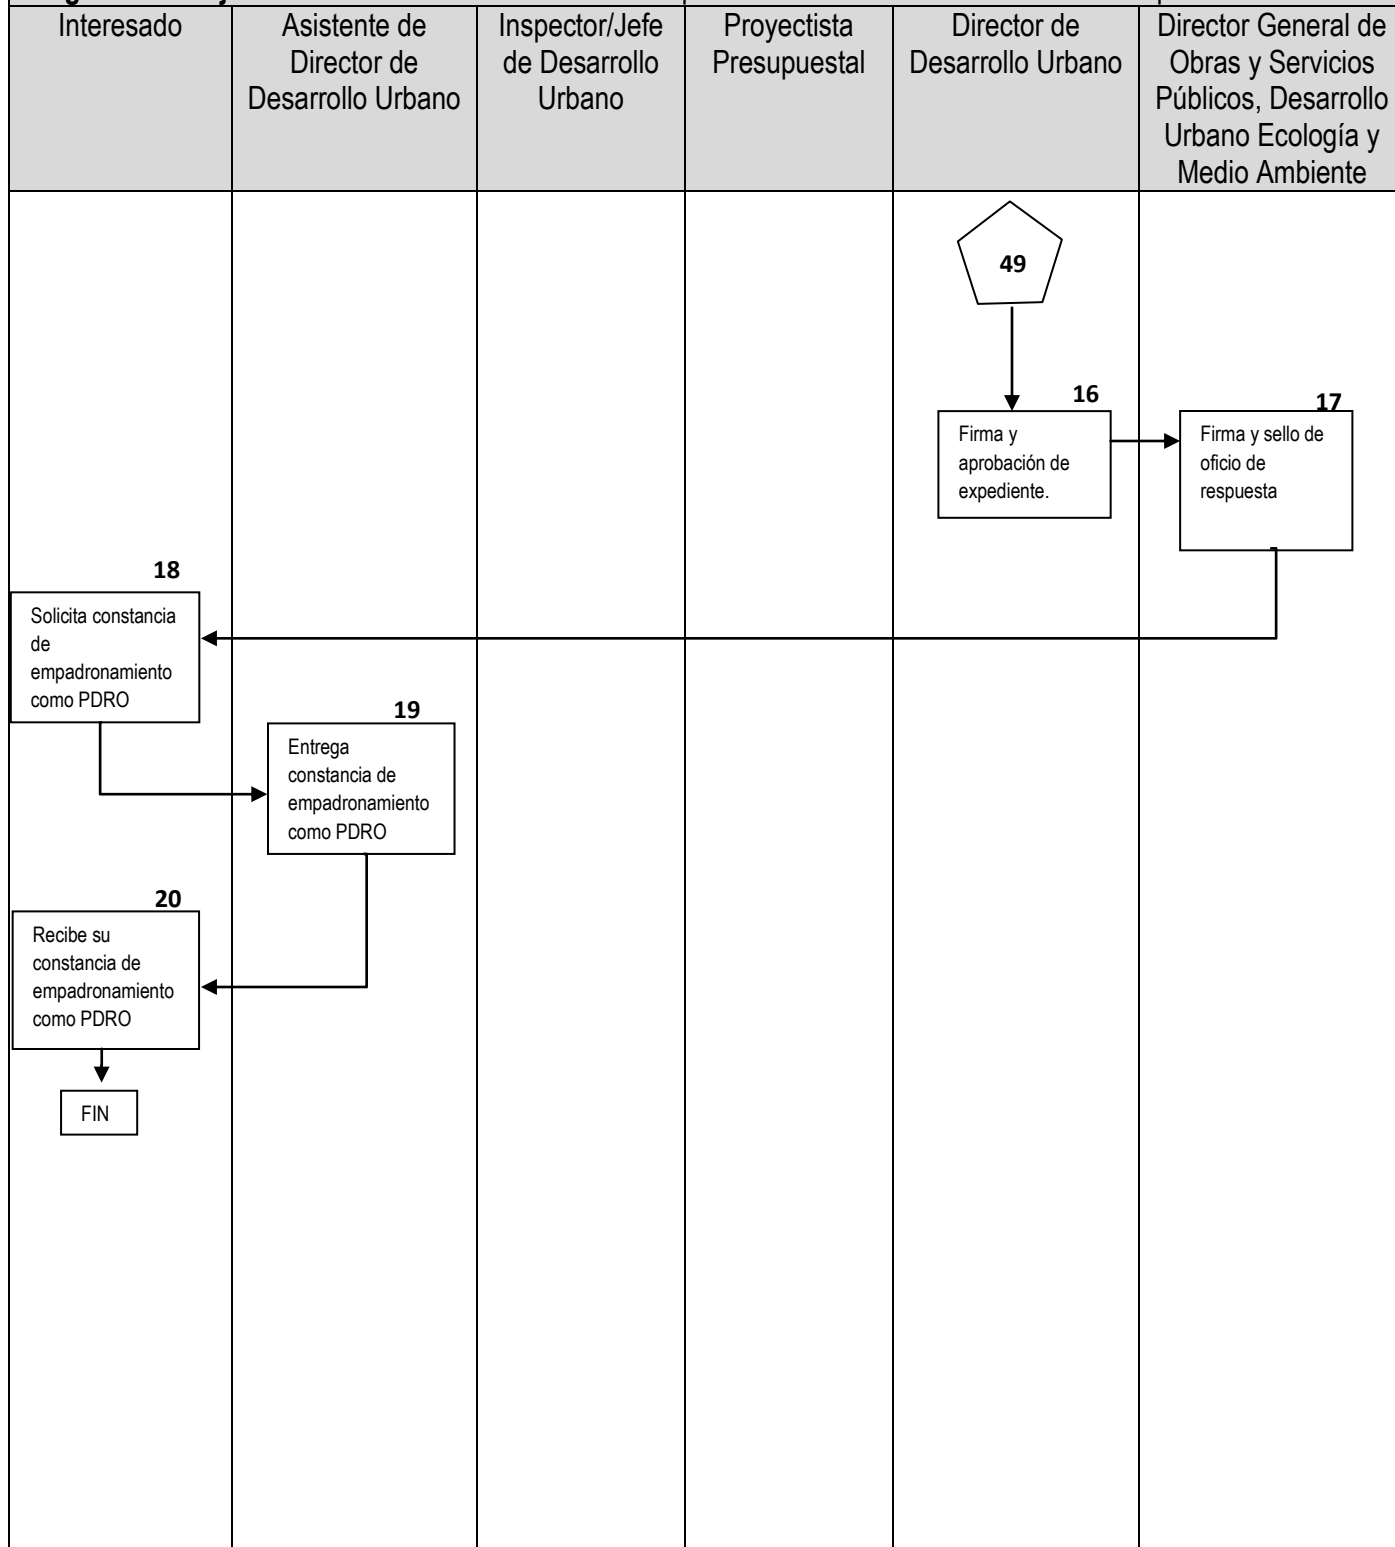 Interesado
Asistente de
Director de
Desarrollo Urbano
Inspector/Jefe
de Desarrollo
Urbano
Proyectista
Presupuestal
Director de
Desarrollo Urbano
Director General de
Obras y Servicios
Públicos, Desarrollo
Urbano Ecología y
Medio Ambiente
49
16
Firma y
aprobación de
expediente.
17
Firma y sello de
oficio de
respuesta
18
Solicita constancia
de
empadronamiento
como PDRO
19
Entrega
constancia de
empadronamiento
como PDRO
20
Recibe su
constancia de
empadronamiento
como PDRO
FIN